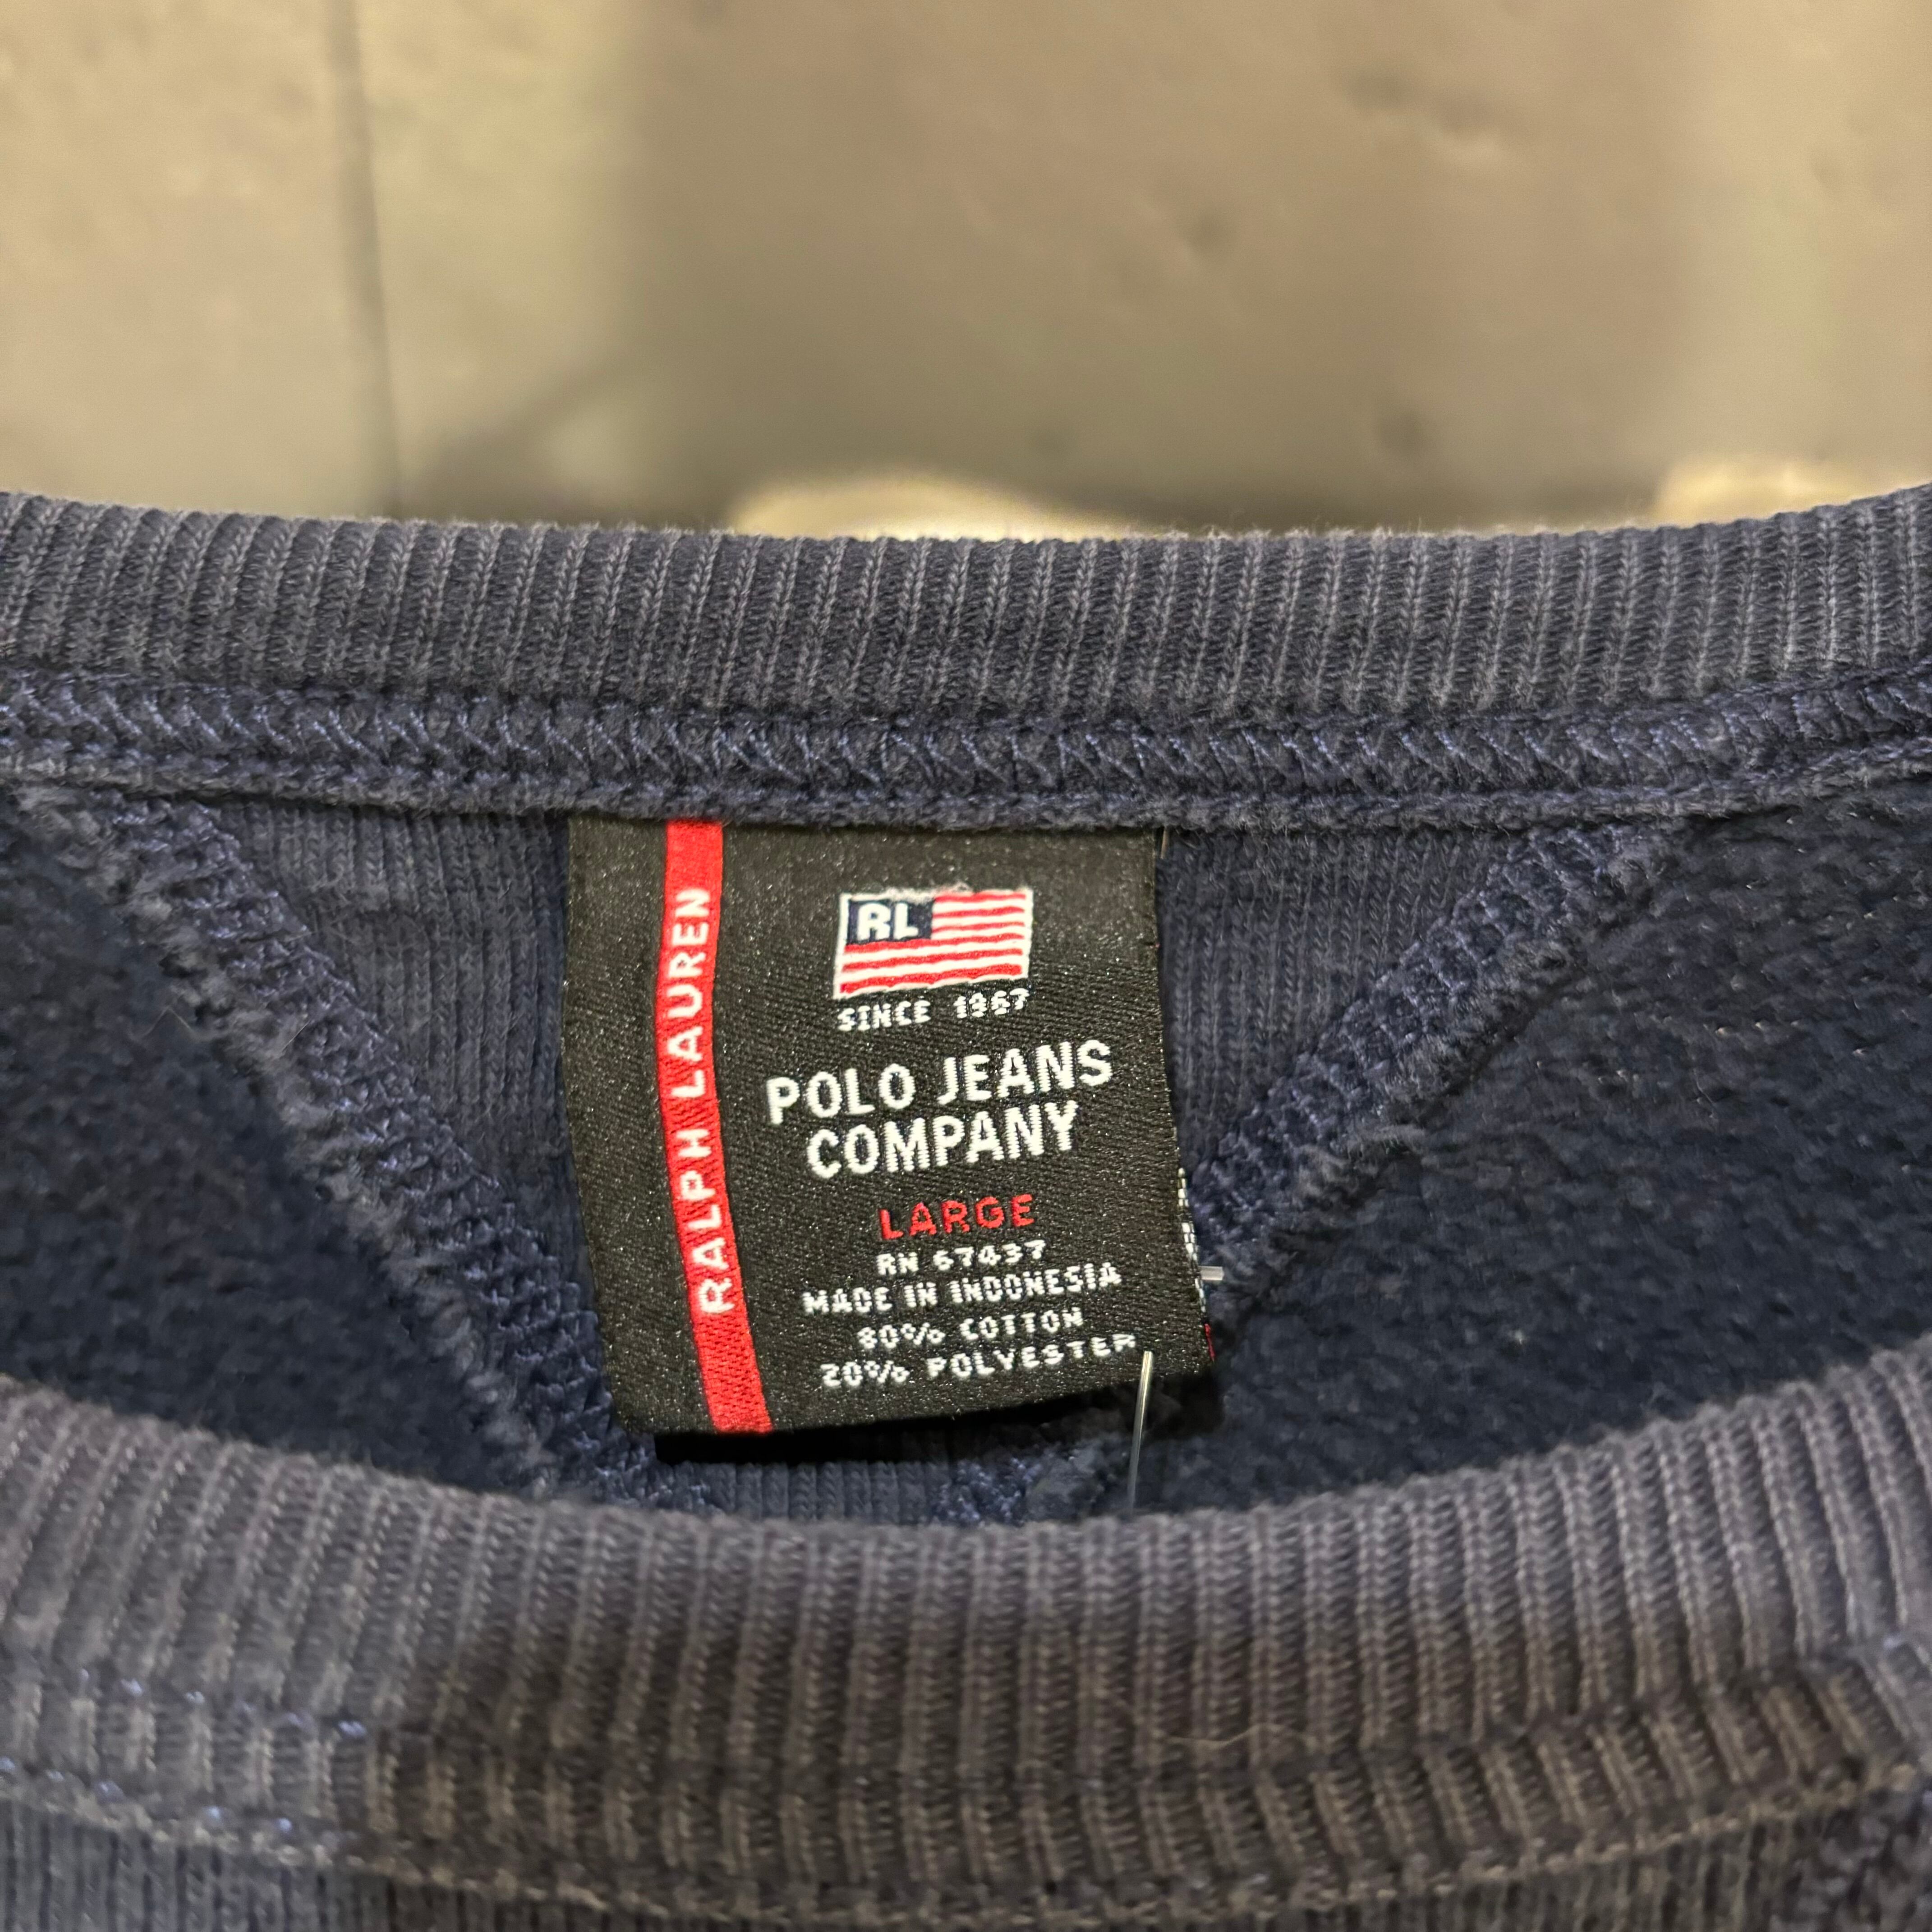 RALPH LAUREN
RL
SINCE 1967
POLO JEANS
COMPANY
LARGE
RN 67437
MADE IN INDONESIA
80% COTTON
20% POLYESTER